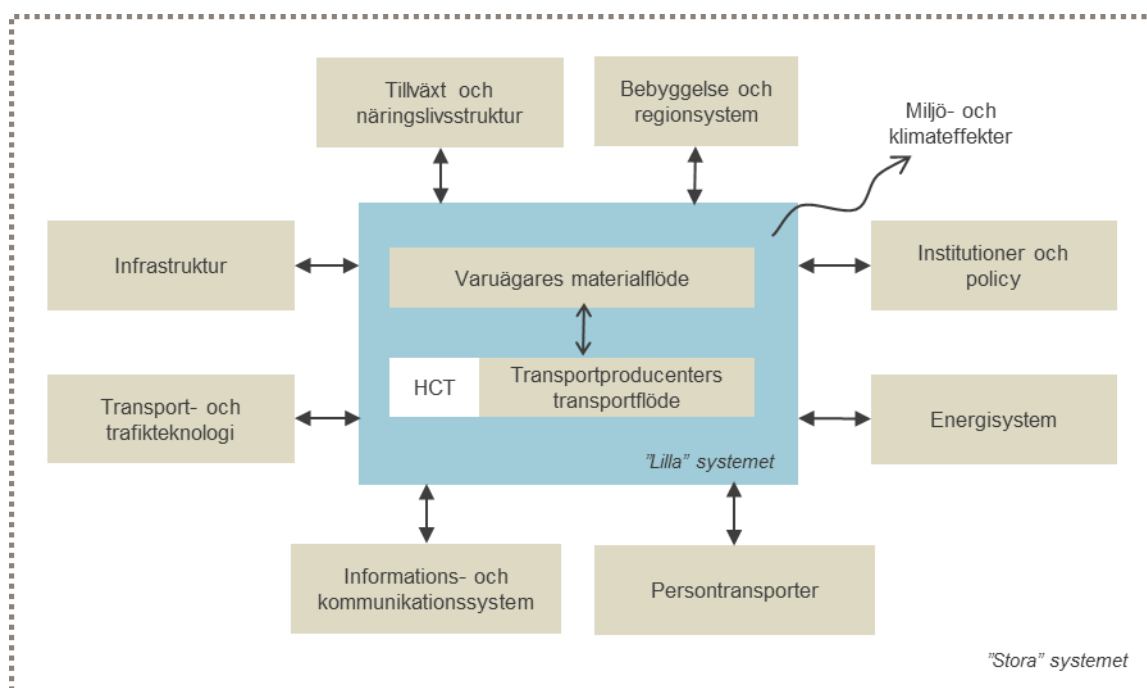 Tillväxt och
näringslivsstruktur
Bebyggelse och
regionsystem
Miljö- och
klimateffekter
Infrastruktur
Varuägares materialflöde
Institutioner och
policy
HCT
Transportproducenters
transportflöde
Transport- och
trafikteknologi
Energisystem
"Lilla" systemet
Informations- och
kommunikationssystem
Persontransporter
"Stora" systemet